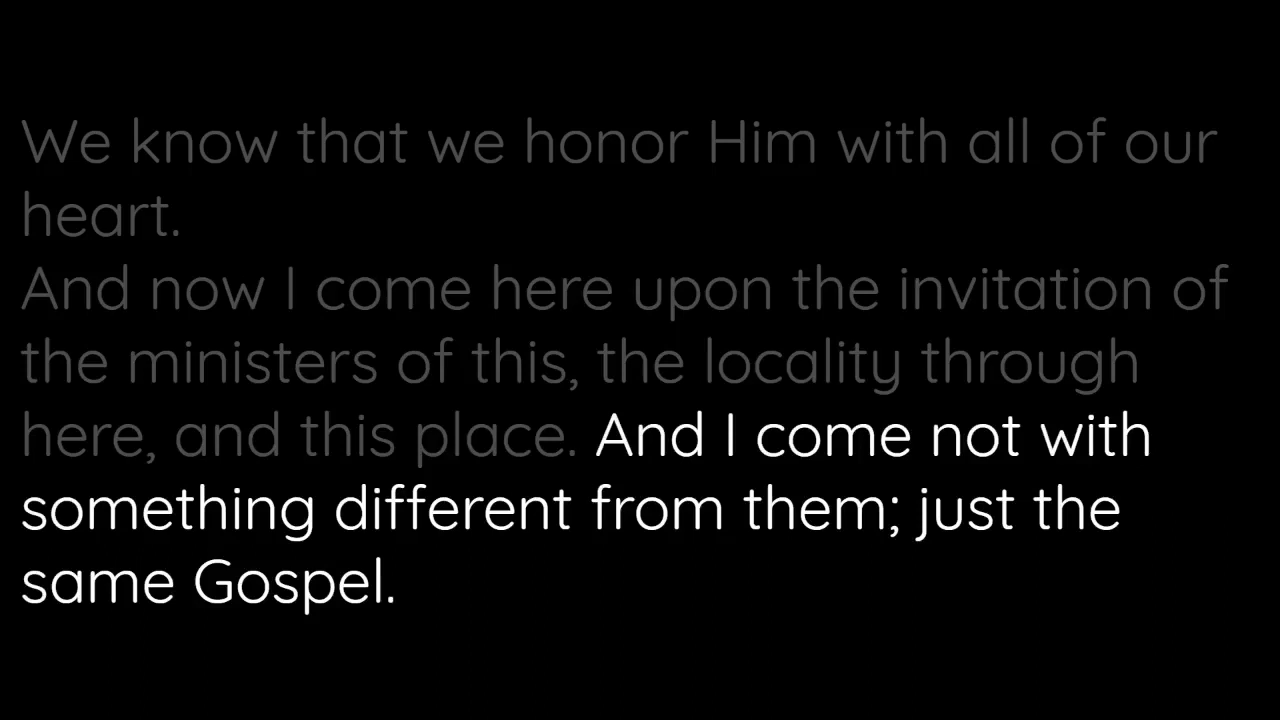 We know that we honor Him with all of our
heart.
And now I come here upon the invitation of
the ministers of this, the locality through
here, and this place. And I come not with
something different from them; just the
same Gospel.